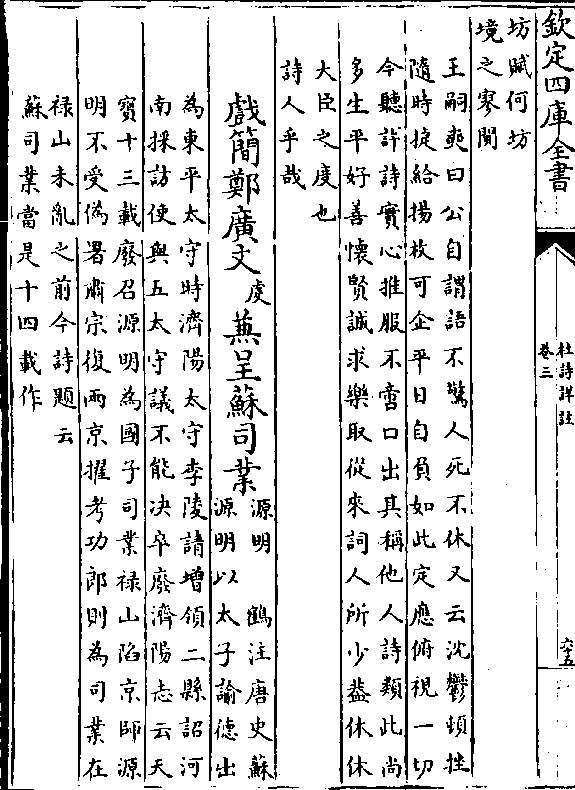 欽定四庫全書
杜詩詳註
卷三
六十五
坊賦何坊
境之寥闃
王嗣奭曰公自謂語不驚人死不休又云沈鬱頓挫
隨時㨗給揚枚可企平日自負如此定應俯視一切
今聽許詩實心推服不啻口出其稱他人詩類此尚
多生平好善懷賢誠求樂取從來詞人所少葢休休
大臣之度也
詩人乎哉
戲簡鄭廣文虔蕪呈蘇司業源明 鶴注唐史蘇
源明以太子諭德出
為東平太守時濟陽太守李陵請增領二縣詔河
南採訪使與五太守議不能决卒廢濟陽志云天
寳十三載廢召源明為國子司業禄山陷京師源
明不受偽署肅宗復兩京擢考功郎則為司業在
禄山未亂之前今詩題云
蘇司業當是十四載作